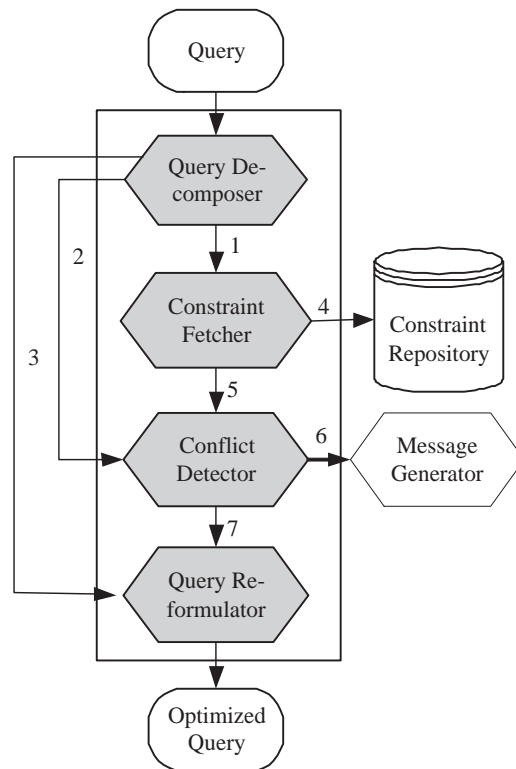 Query
Query De-
composer
1
2
Constraint
Fetcher
4
Constraint
Repository
3
5
Conflict
Detector
6
Message
Generator
7
Query Re-
formulator
Optimized
Query